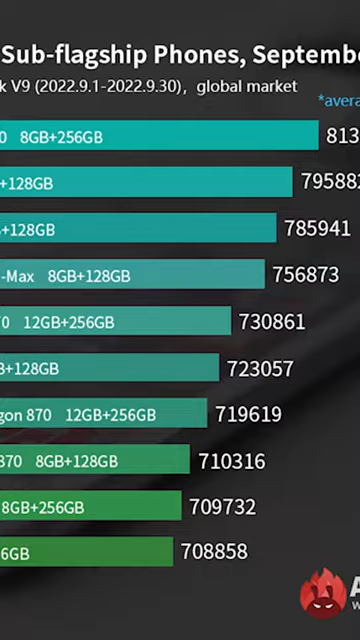 Sub-flagship Phones, Septemb
k V9 (2022.9.1-2022.9.30), global market
*avera
0 8GB+256GB 813
+128GB 795882
+128GB 785941
-Max 8GB+128GB 756873
70 12GB+256GB 730861
B+128GB 723057
gon 870 12GB+256GB 719619
870 8GB+128GB 710316
8GB+256GB 709732
6GB 708858
A
w